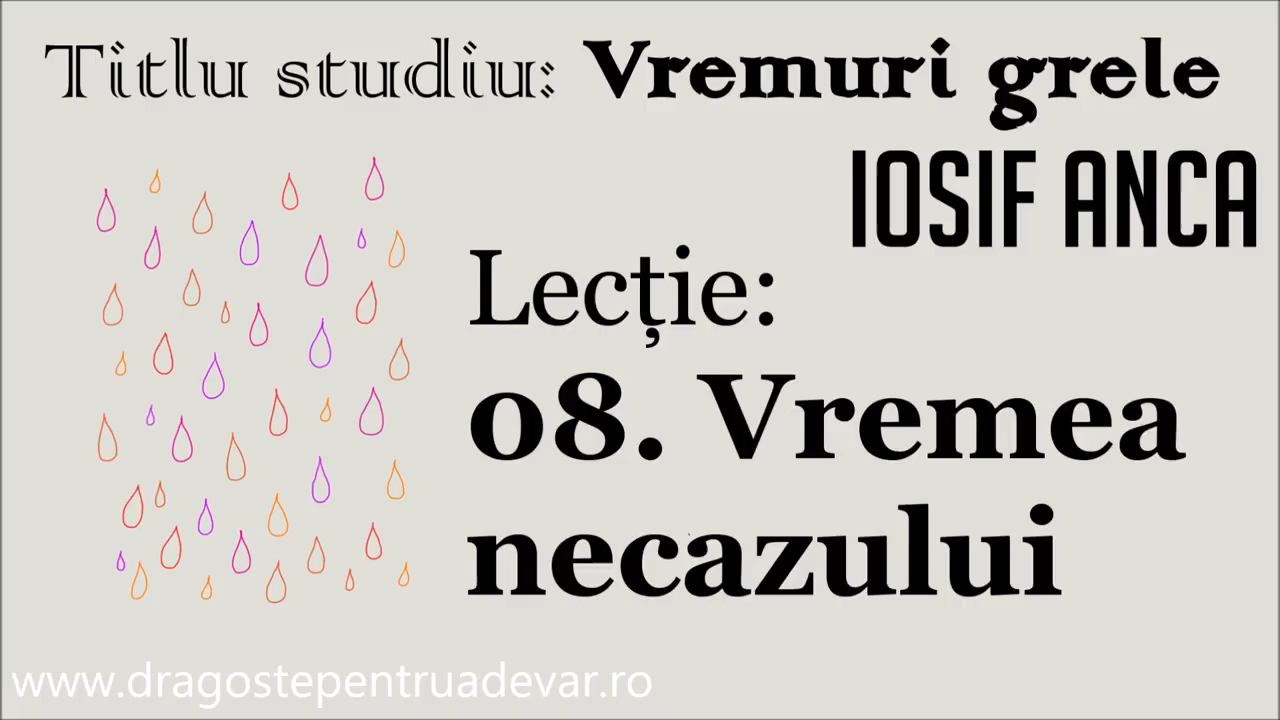 Titlu studiu: Vremuri grele
IOSIF ANCA
Lecție:
08. Vremea
necazului
www.dragostepentruadevar.ro